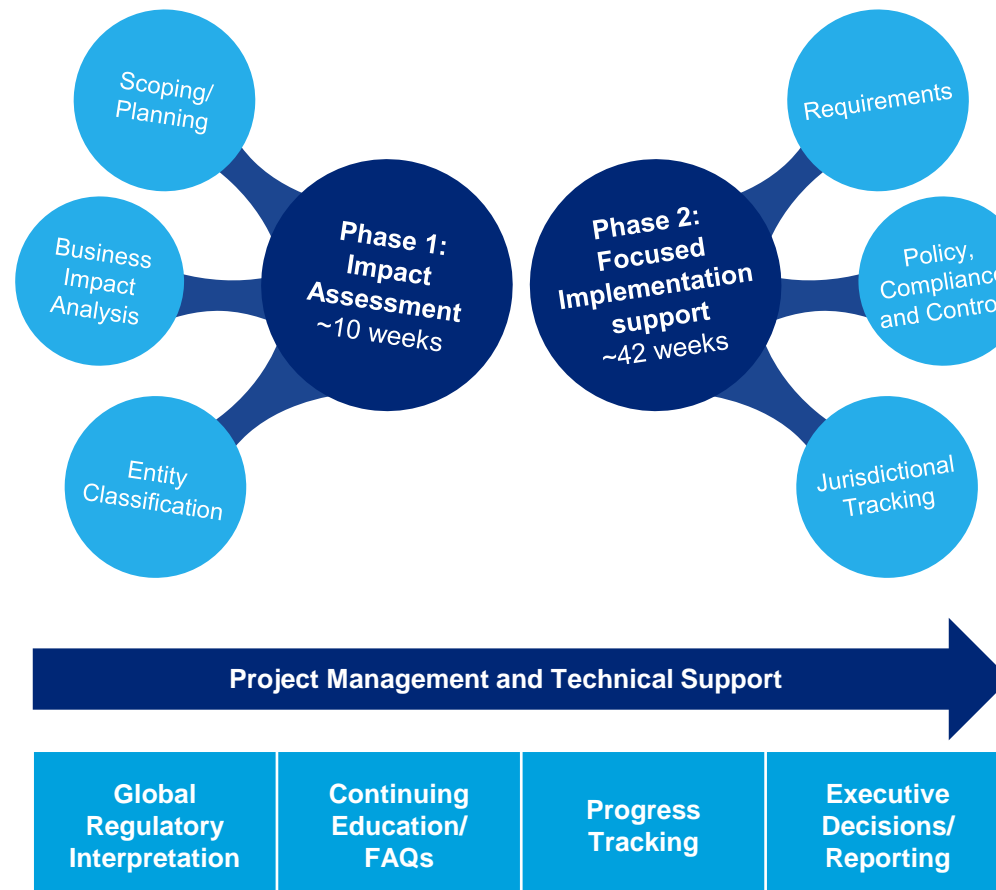 Scoping/
Planning
Business
Impact
Analysis
Entity
Classification
Phase 1:
Impact
Assessment
~10 weeks
Phase 2:
Focused
Implementation
support
~42 weeks
Requirements
Policy,
Compliance
and Contro
Jurisdictional
Tracking
Project Management and Technical Support
Global
Regulatory
Interpretation
Continuing
Education/
FAQs
Progress
Tracking
Executive
Decisions/
Reporting